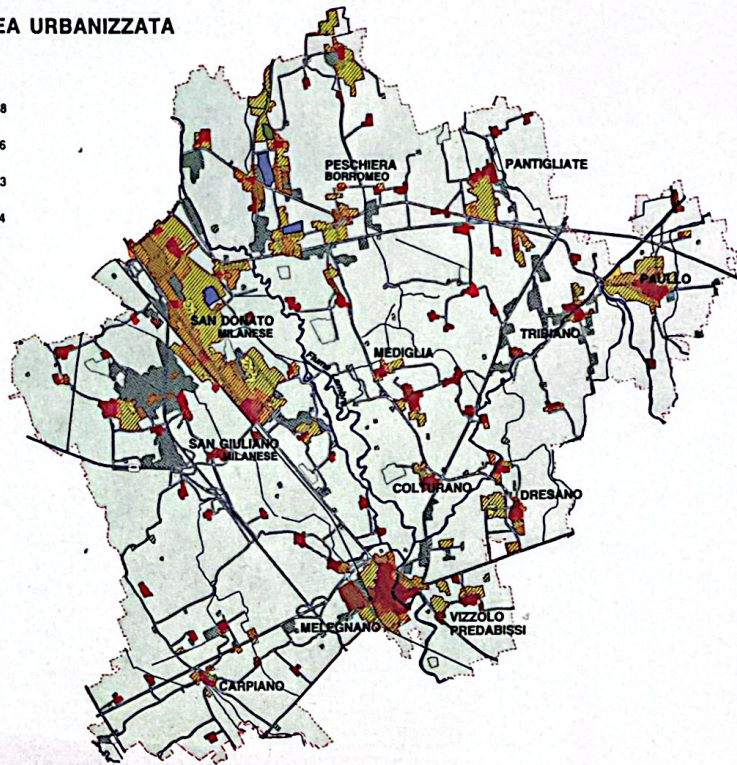 EA URBANIZZATA
8
6
3
4
PESCHIERA
BORROMEO
PANTIGLIATE
PAULLO
SAN DONATO
MILANESE
TRIBIANO
MEDIGLIA
SAN GIULIANO
MILANESE
COLTURANO
DRESANO
MELEGNANO
VIZZOLO
PREDABISSI
CARPIANO